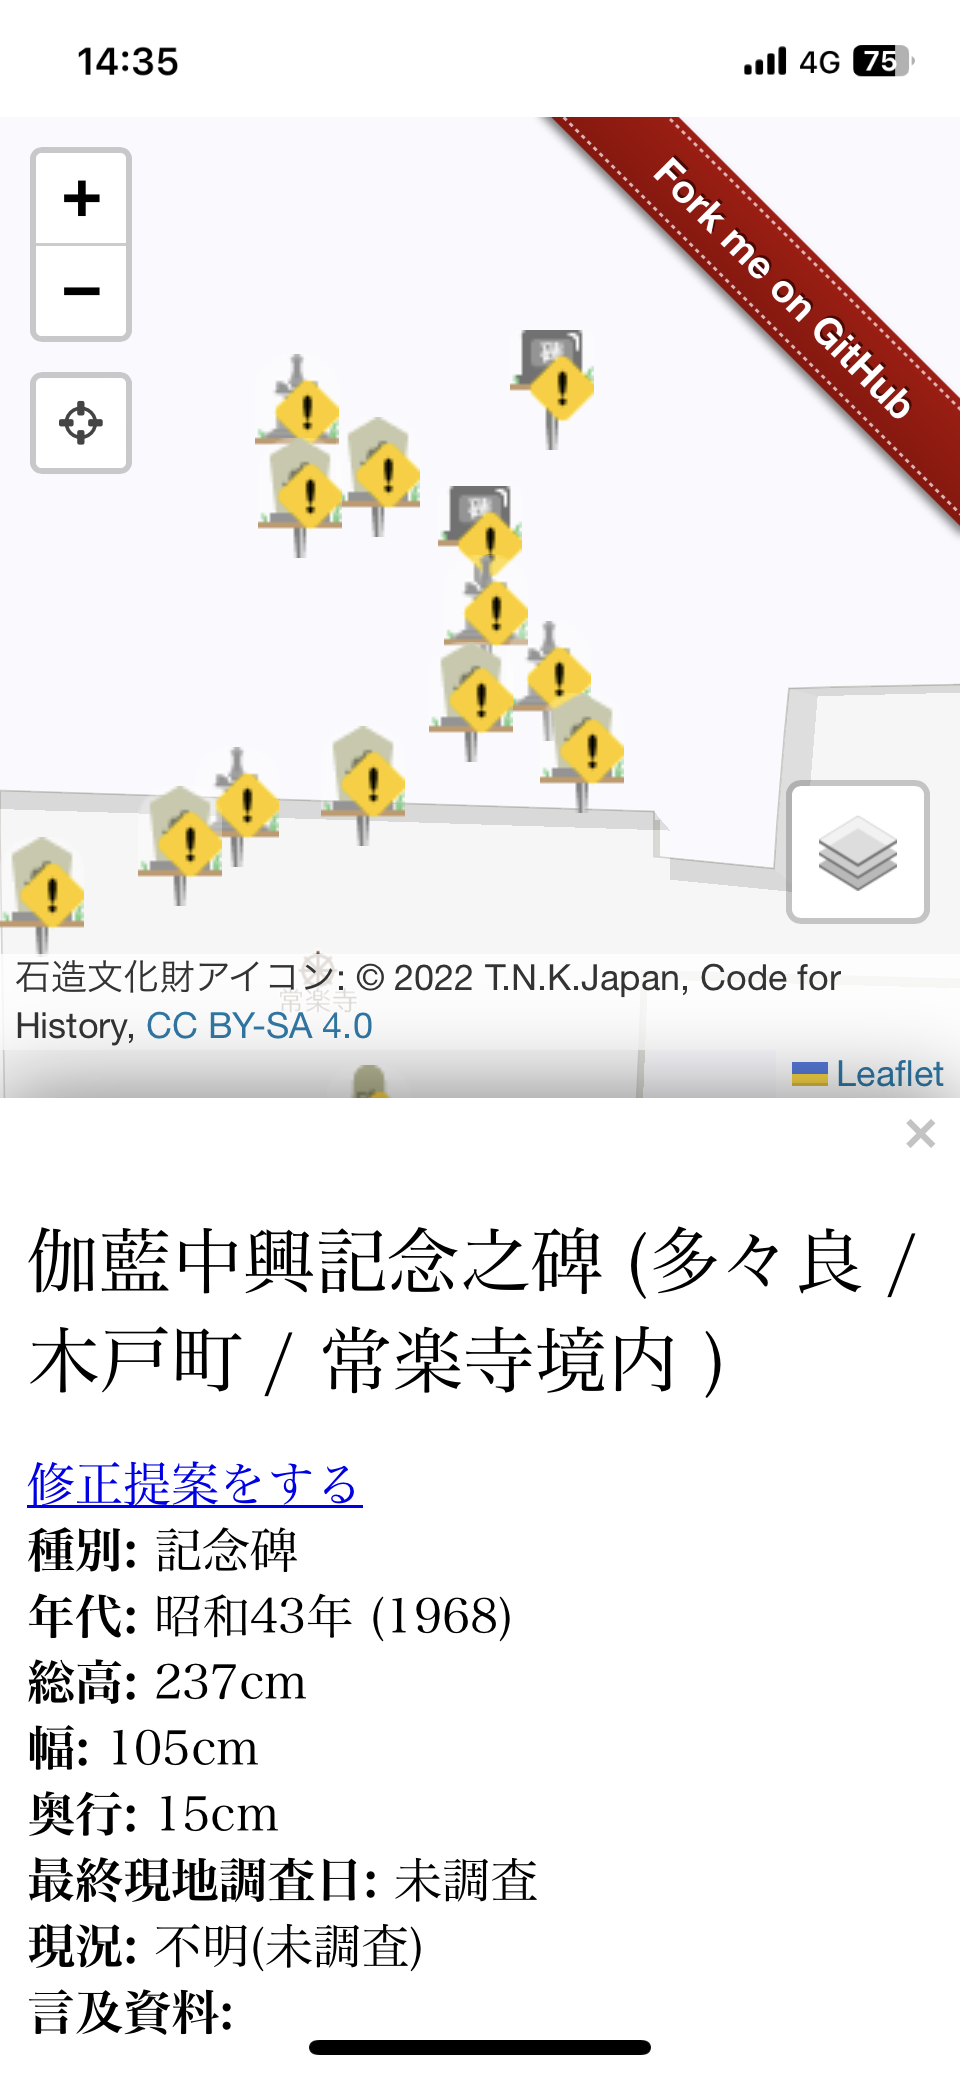 14:35
4G
75
+
−
Fork me on GitHub
碑
碑
常楽寺
石造文化財アイコン: © 2022 T.N.K.Japan, Code for
History, CC BY-SA 4.0
Leaflet
×
伽藍中興記念之碑 (多々良 /
木戸町 / 常楽寺境内 )
修正提案をする
種別: 記念碑
年代: 昭和43年 (1968)
総高: 237cm
幅: 105cm
奥行: 15cm
最終現地調査日: 未調査
現況: 不明(未調査)
言及資料: